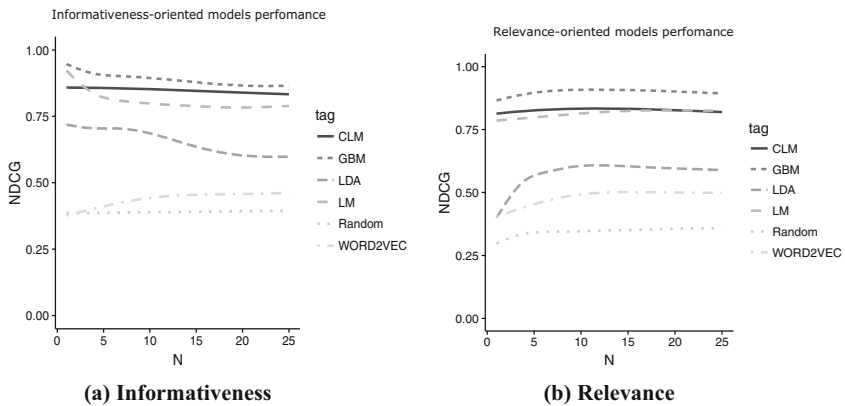 Informativeness-oriented models perfomance
1.00
0.75
0.50
0.25
0.00
NDCG
0
5
10
15
20
25
N
tag
CLM
GBM
LDA
LM
Random
WORD2VEC
(a) Informativeness
Relevance-oriented models perfomance
1.00
0.75
0.50
0.25
0.00
NDCG
0
5
10
15
20
25
N
tag
CLM
GBM
LDA
LM
Random
WORD2VEC
(b) Relevance